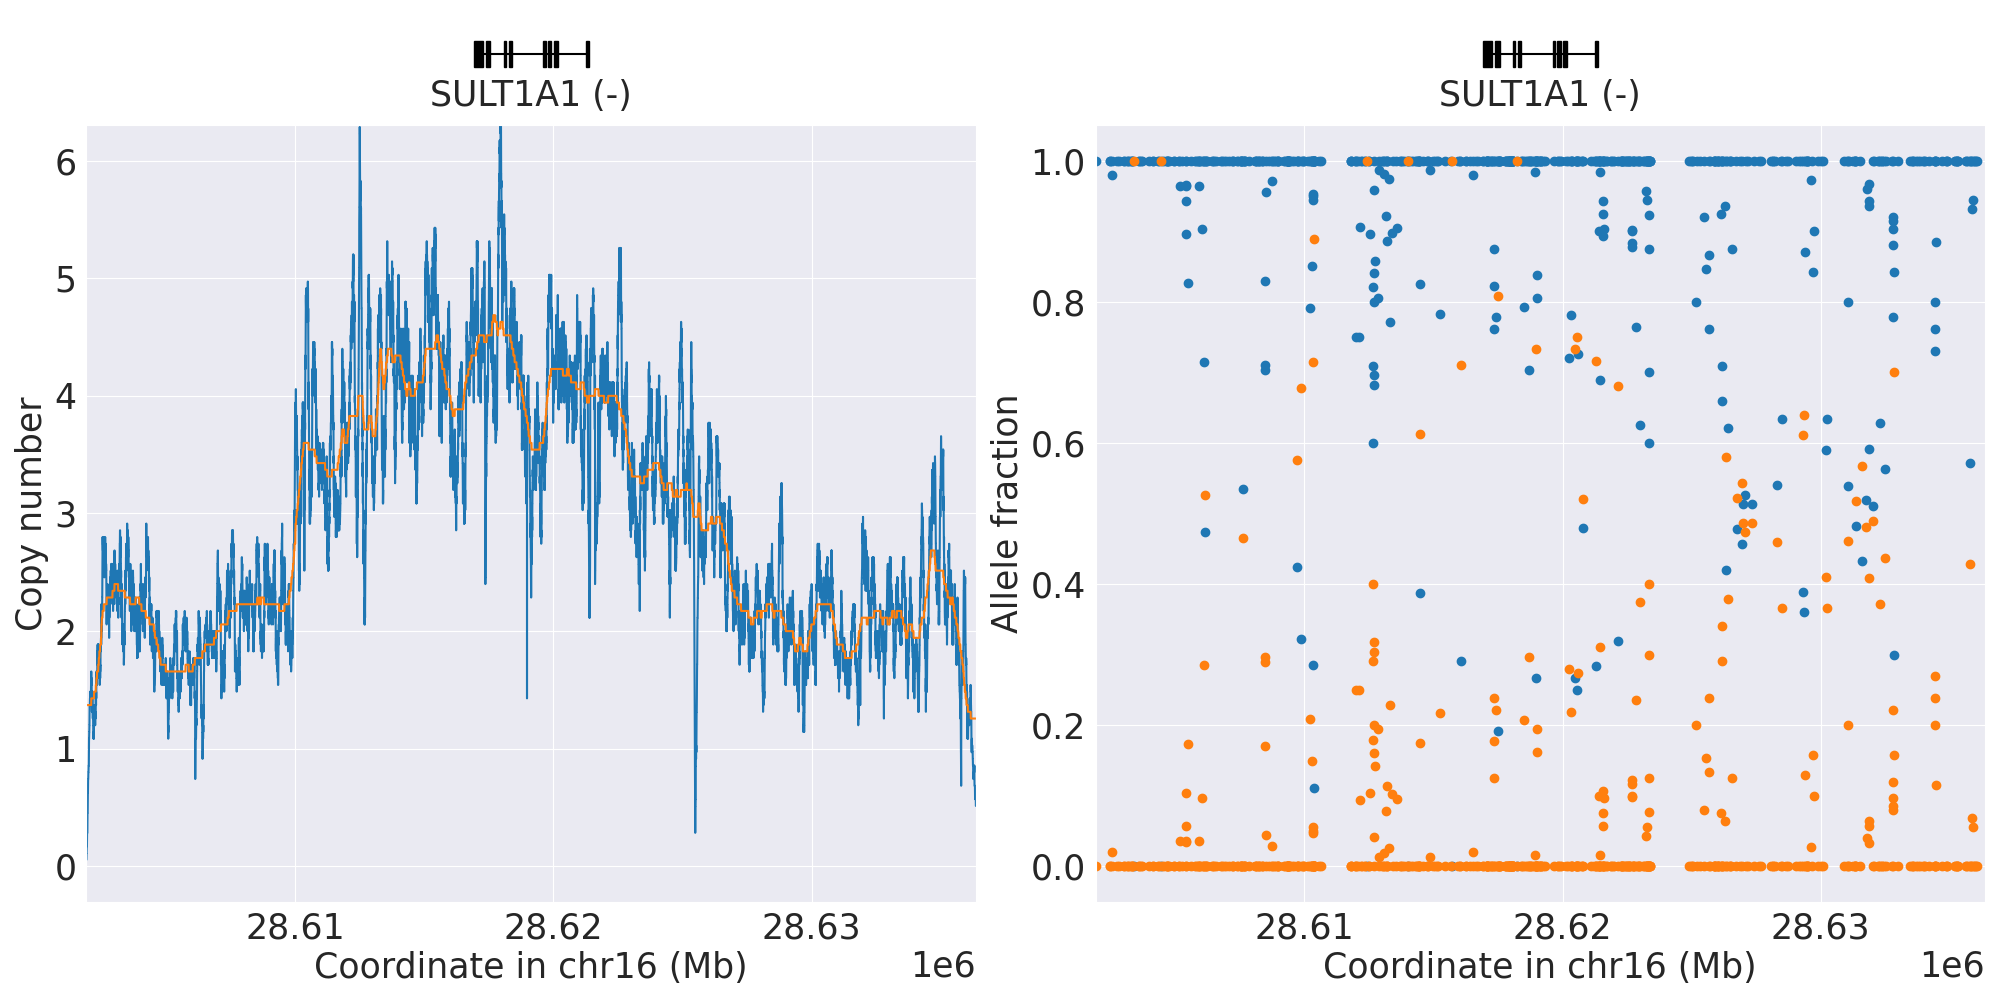 SULT1A1 (-)
SULT1A1 (-)
Copy number
6
5
4
3
2
1
0
28.61
28.62
28.63
Coordinate in chr16 (Mb)
1e6
Allele fraction
1.0
0.8
0.6
0.4
0.2
0.0
28.61
28.62
28.63
Coordinate in chr16 (Mb)
1e6